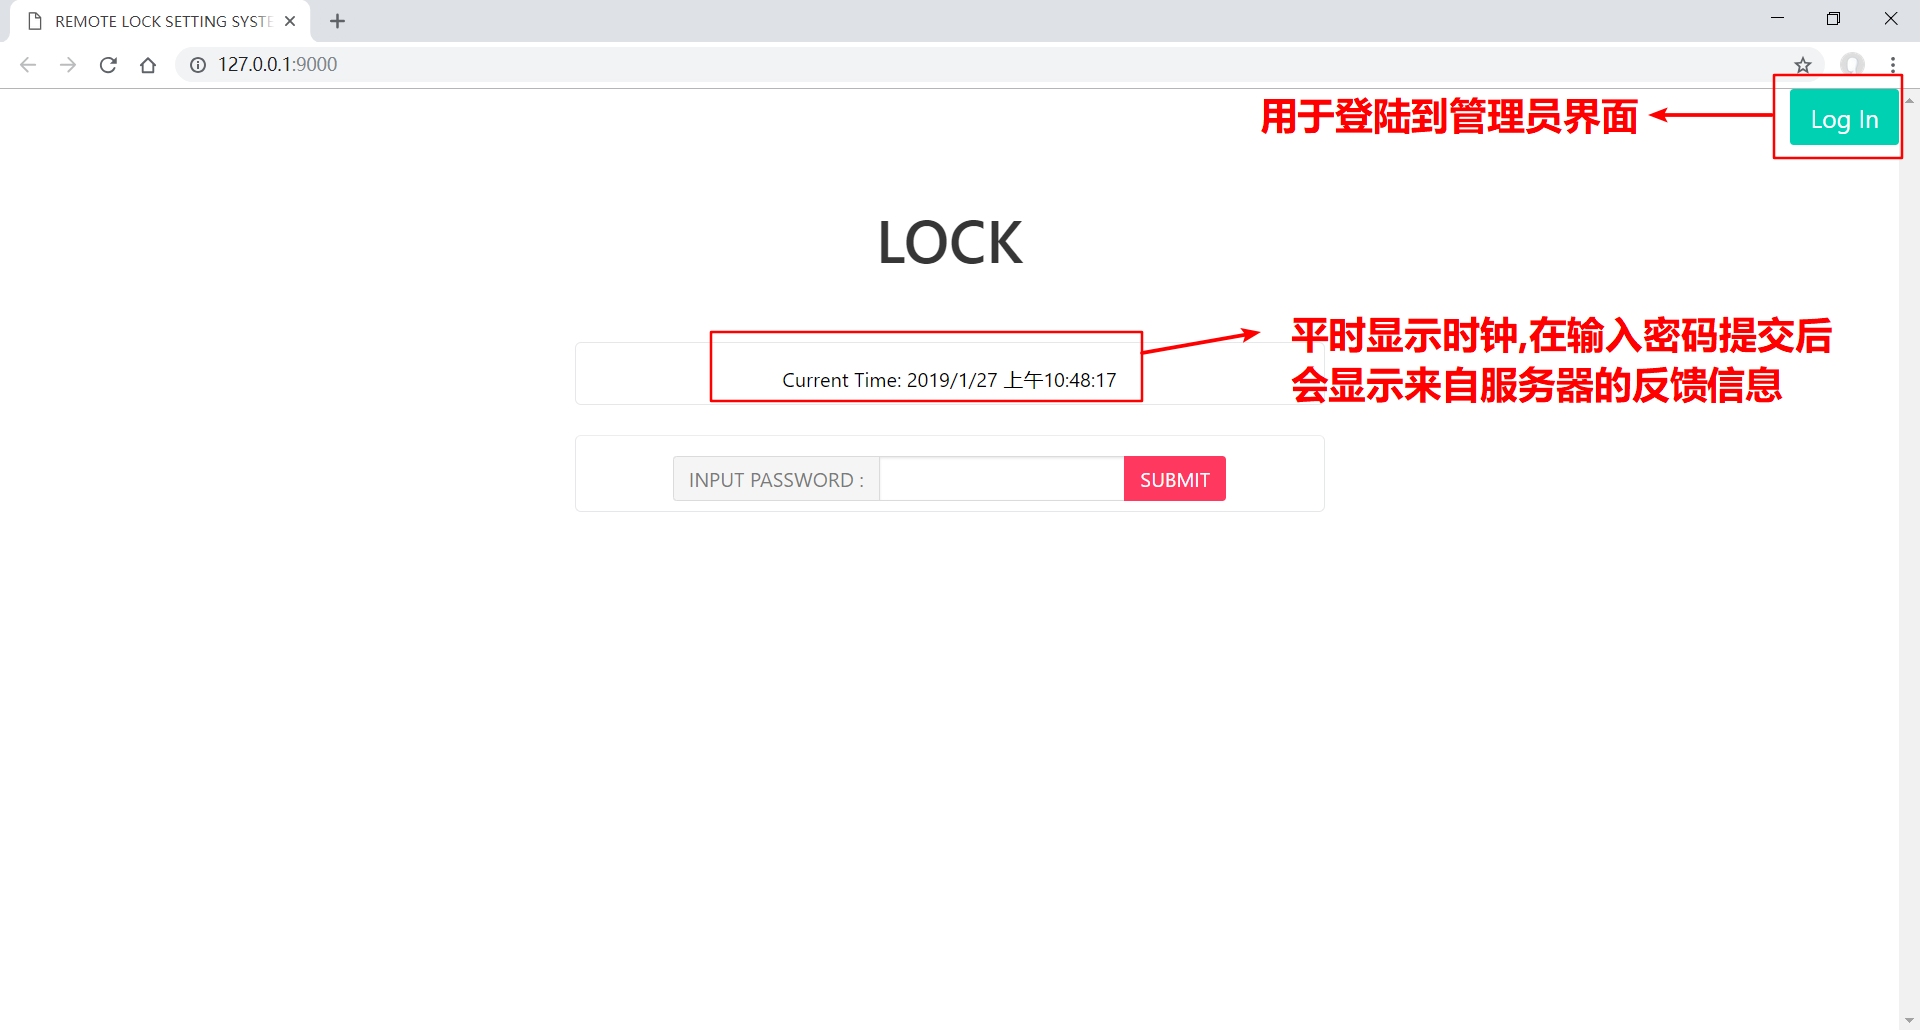 REMOTE LOCK SETTING SYSTE
127.0.0.1:9000
用于登陆到管理员界面
Log In
LOCK
平时显示时钟,在输入密码提交后
会显示来自服务器的反馈信息
Current Time: 2019/1/27 上午10:48:17
INPUT PASSWORD :
SUBMIT